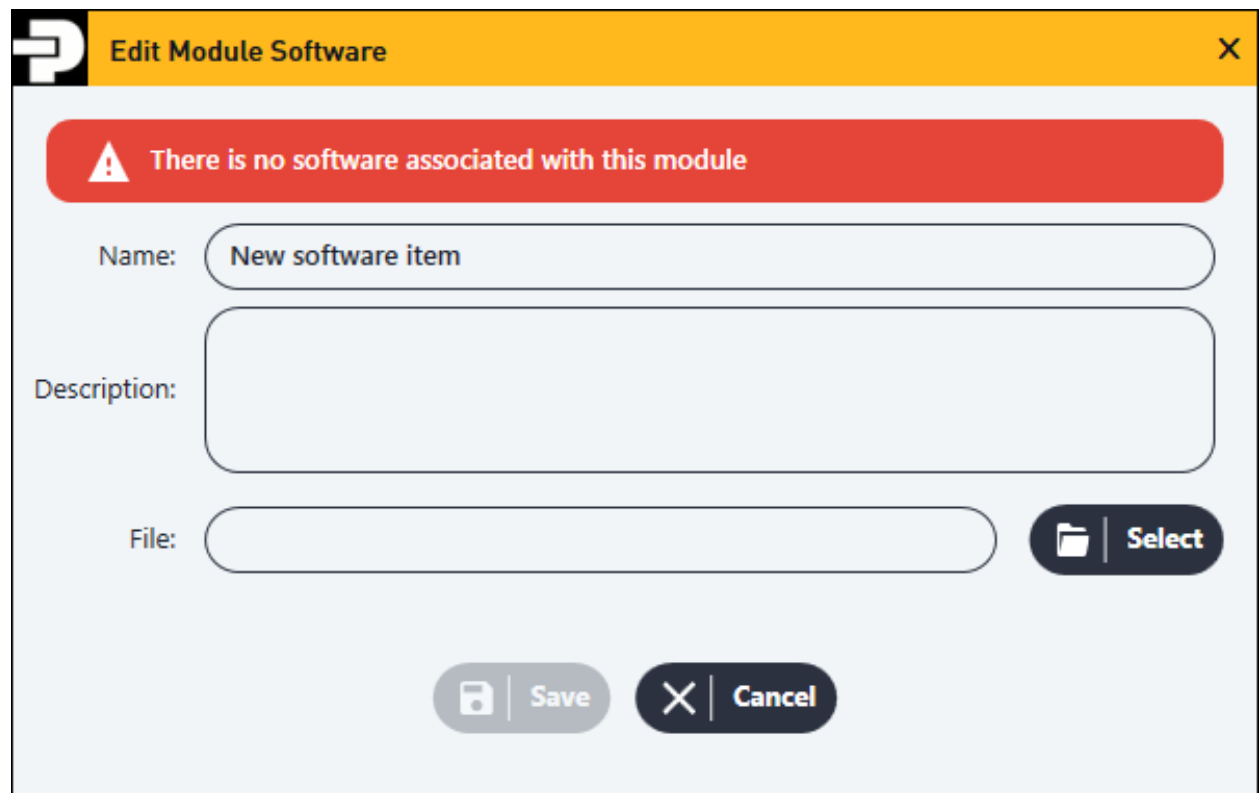 Edit Module Software
There is no software associated with this module
Name: New software item
Description:
File: Select
Save Cancel